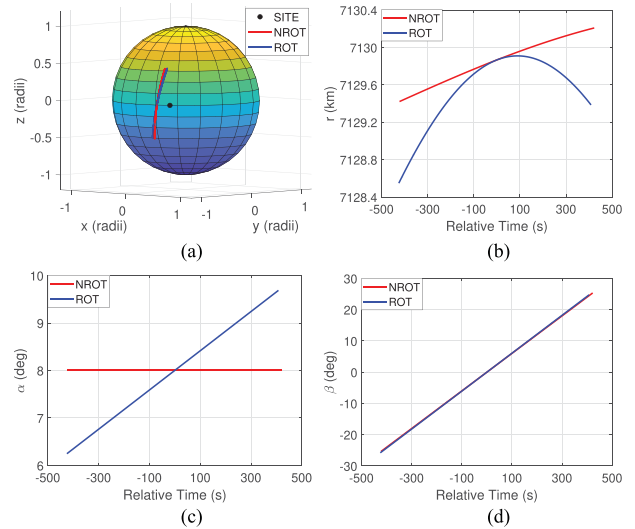 1
0.5
0
-0.5
-1
z (radii)
-1
0
1
x (radii)
-1
0
1
y (radii)
SITE
NROT
ROT
(a)
7130.4
7130
7129.6
7129.2
7128.8
7128.4
r (km)
-500
-300
-100
100
300
500
Relative Time (s)
NROT
ROT
(b)
10
9
8
7
6
α (deg)
-500
-300
-100
100
300
500
Relative Time (s)
NROT
ROT
(c)
30
20
10
0
-10
-20
-30
β (deg)
-500
-300
-100
100
300
500
Relative Time (s)
NROT
ROT
(d)